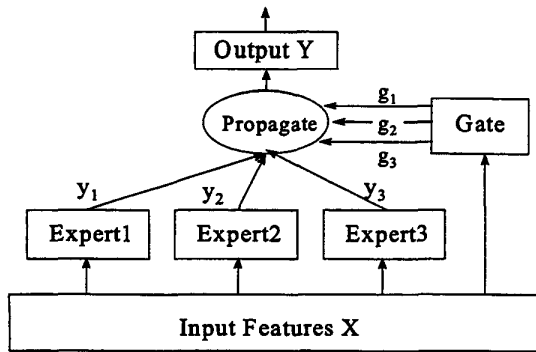 Output Y
Propagate
g1
g2
g3
Gate
y1
y2
y3
Expert1
Expert2
Expert3
Input Features X